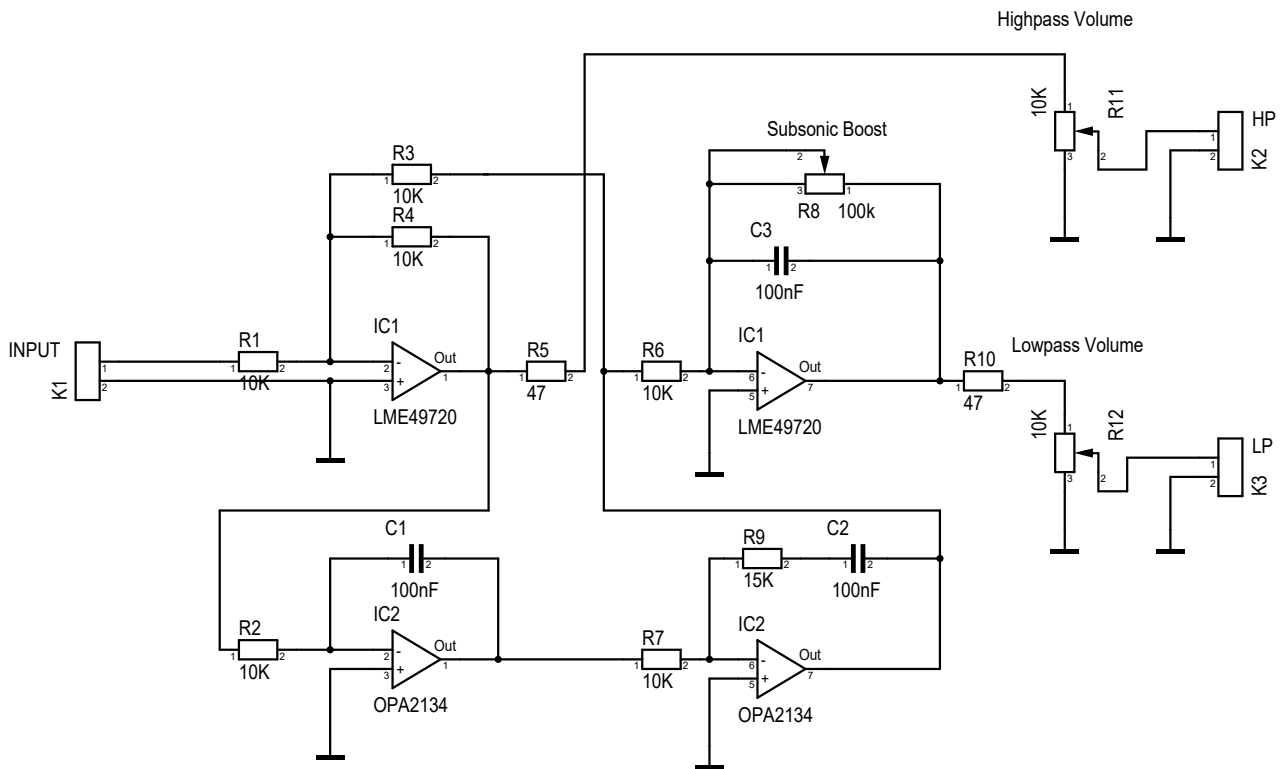 Highpass Volume
10K
1
3
2
R11
1
2
HP
K2
Subsonic Boost
2
3
1
R8
100k
R3
1
2
10K
R4
1
2
10K
C3
1
2
100nF
INPUT
1
2
K1
R1
1
2
10K
IC1
-
2
+
3
Out
1
LME49720
R5
1
2
47
R6
1
2
10K
IC1
-
6
+
5
Out
7
LME49720
R10
1
2
47
Lowpass Volume
10K
1
3
2
R12
1
2
LP
K3
C1
1
2
100nF
R2
1
2
10K
IC2
-
2
+
3
Out
1
OPA2134
R7
1
2
10K
R9
1
2
15K
C2
1
2
100nF
IC2
-
6
+
5
Out
7
OPA2134